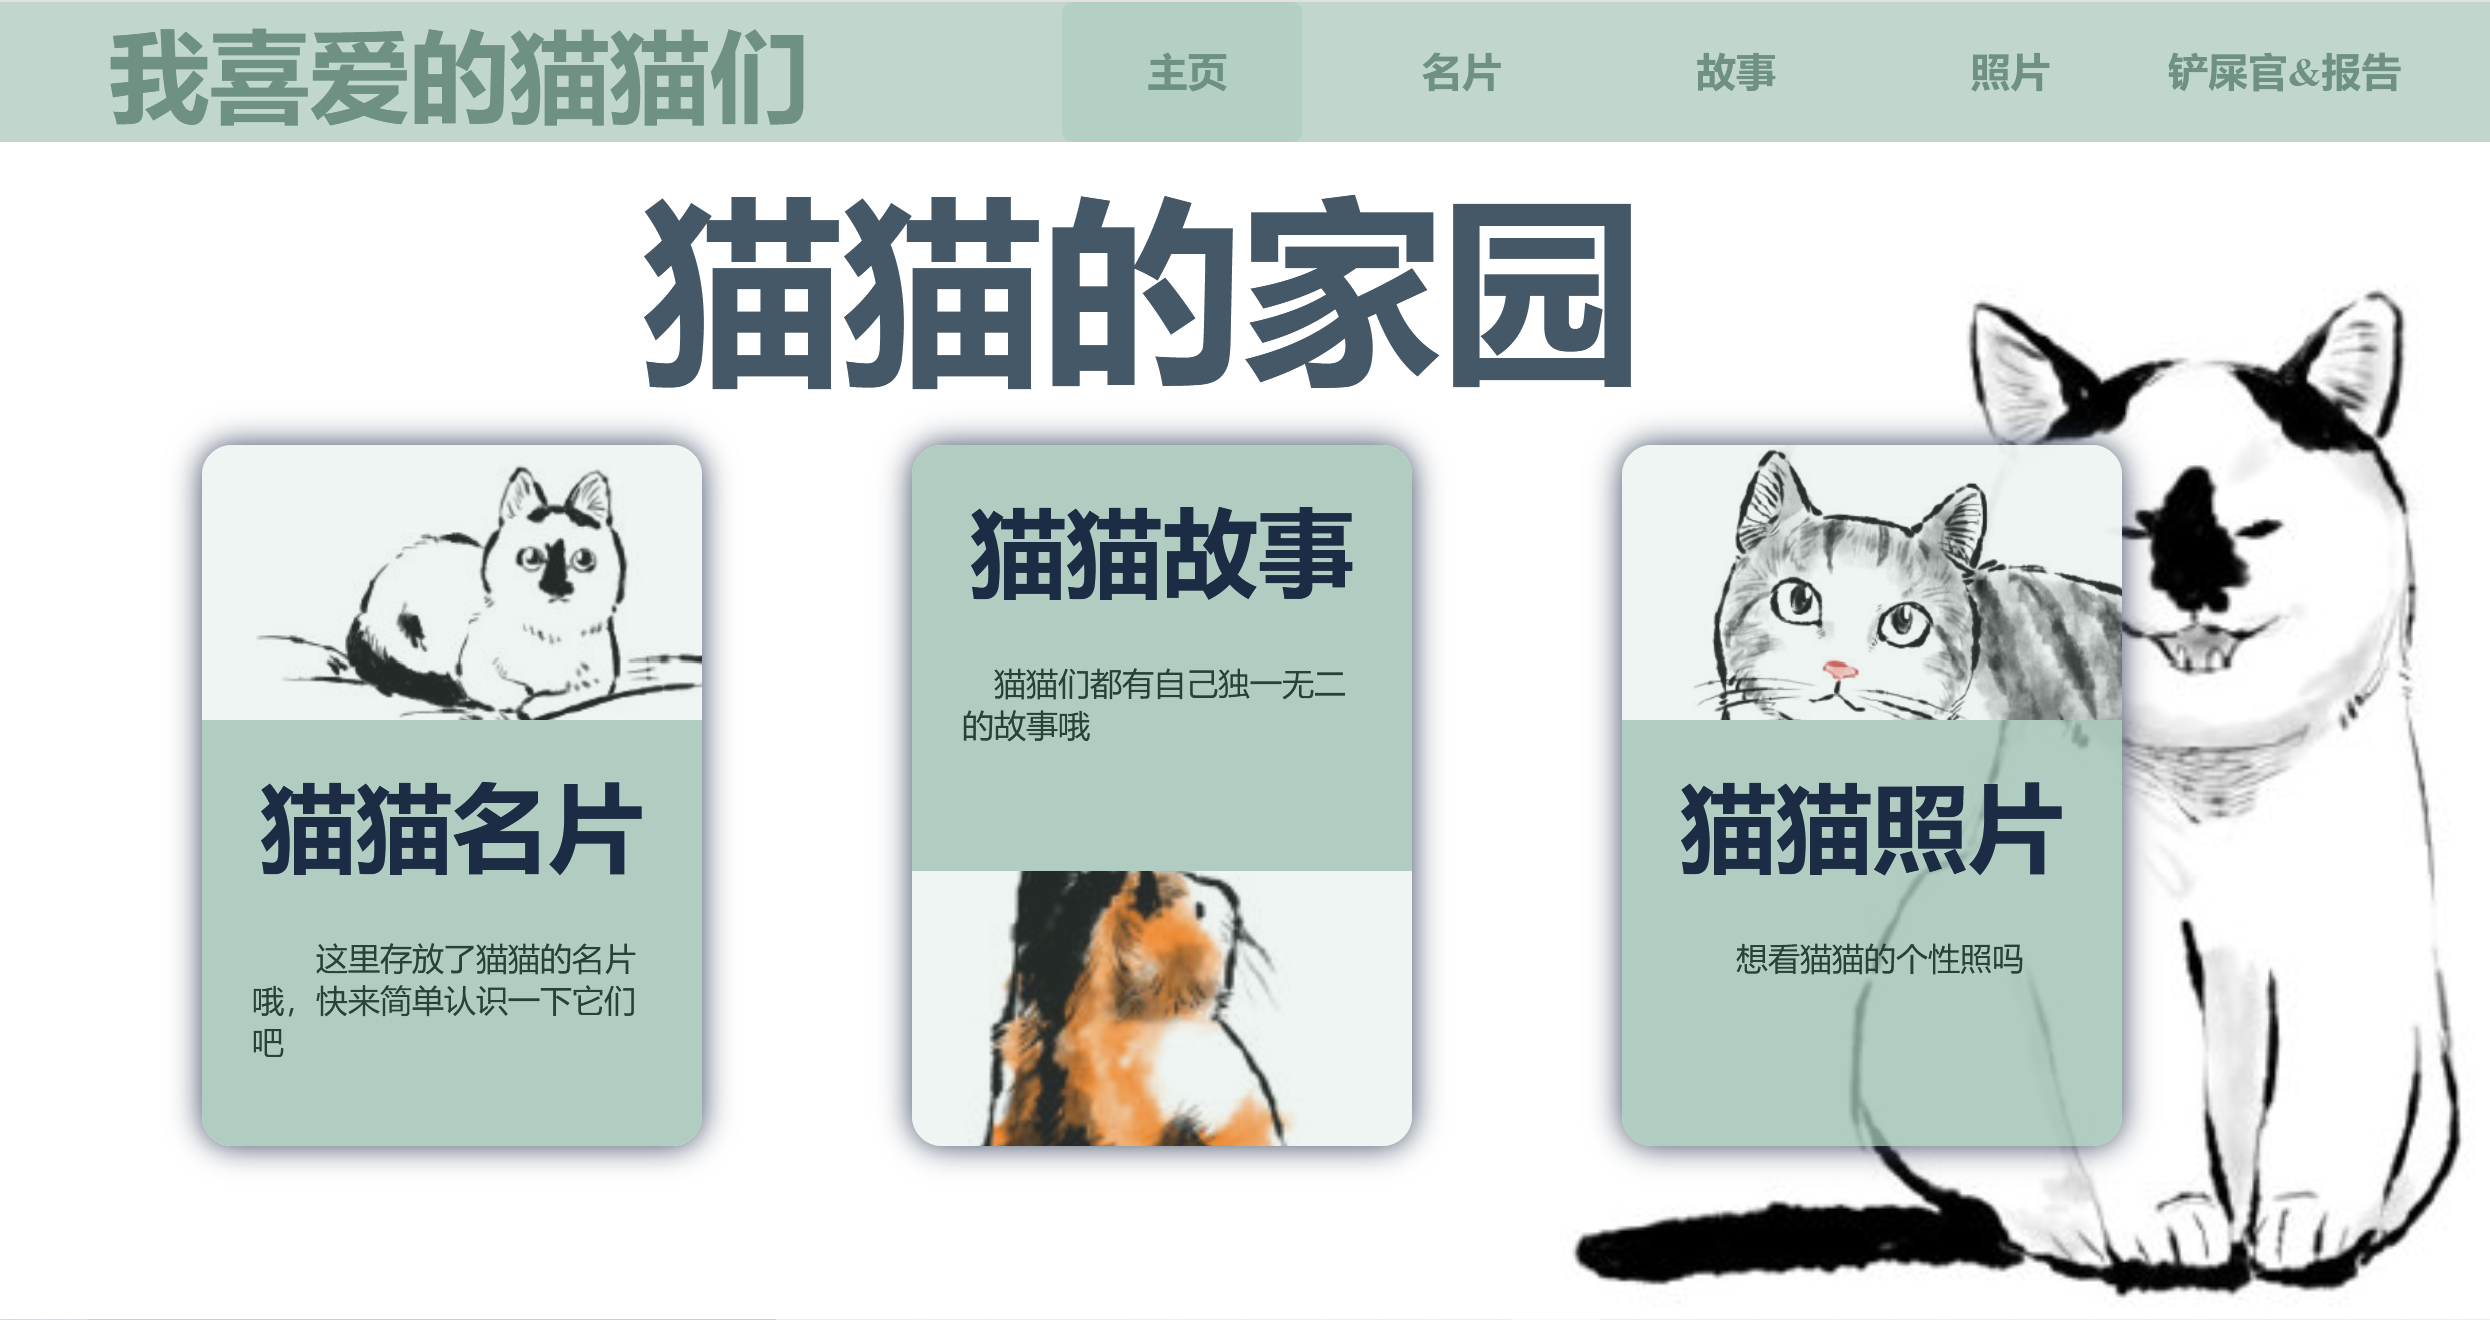 我喜爱的猫猫们
主页
名片
故事
照片
铲屎官&报告
猫猫的家园
猫猫名片
这里存放了猫猫的名片
哦，快来简单认识一下它们
吧
猫猫故事
猫猫们都有自己独一无二
的故事哦
猫猫照片
想看猫猫的个性照吗